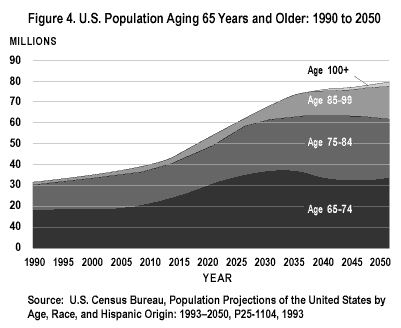 Figure 4. U.S. Population Aging 65 Years and Older: 1990 to 2050
MILLIONS
90
80
70
60
50
40
30
20
10
0
Age 100+
Age 85-99
Age 75-84
Age 65-74
1990 1995 2000 2005 2010 2015 2020 2025 2030 2035 2040 2045 2050
YEAR
Source: U.S. Census Bureau, Population Projections of the United States by
Age, Race, and Hispanic Origin: 1993–2050, P25-1104, 1993